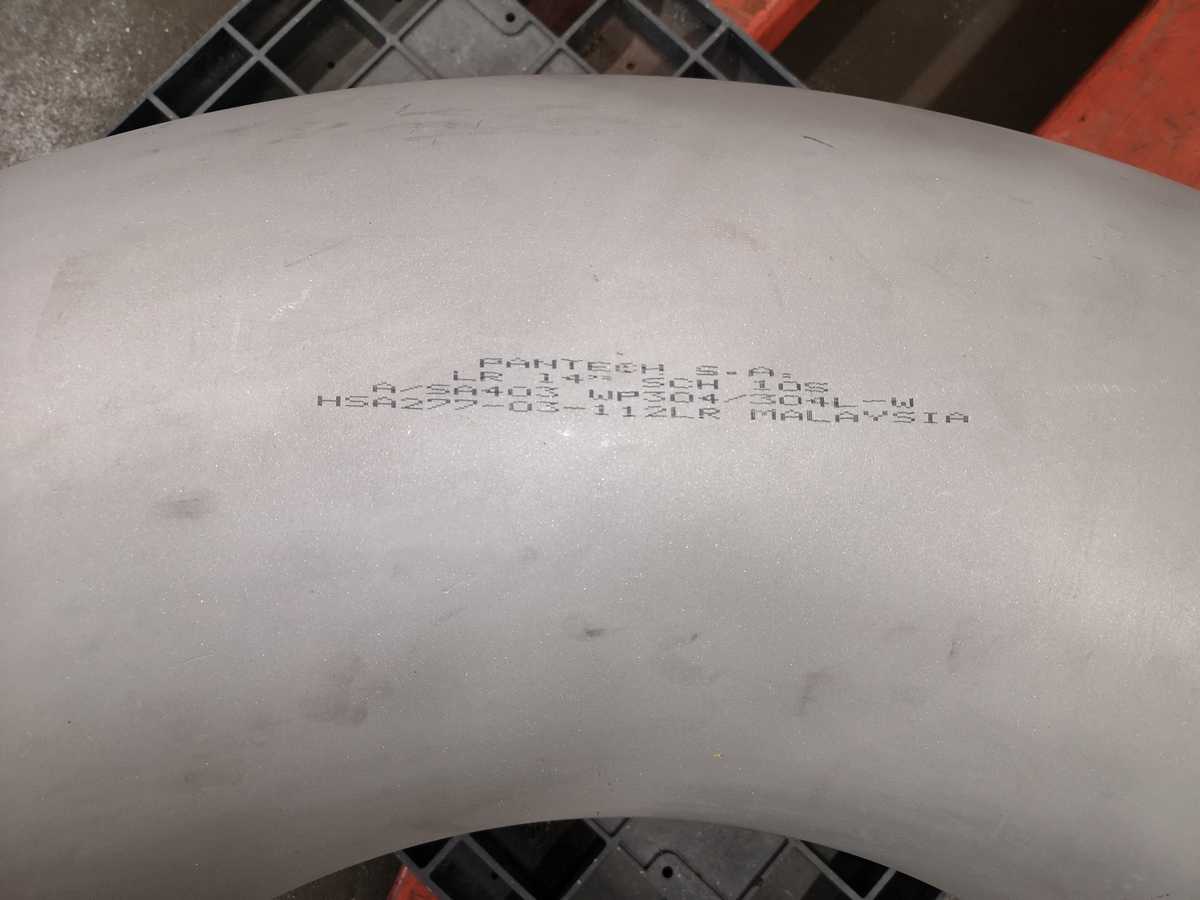 PANTECH S.A.
LR 14" SCH 10S
A/SA403 WP304/304L-W
HSA277-03-112LR MALAYSIA